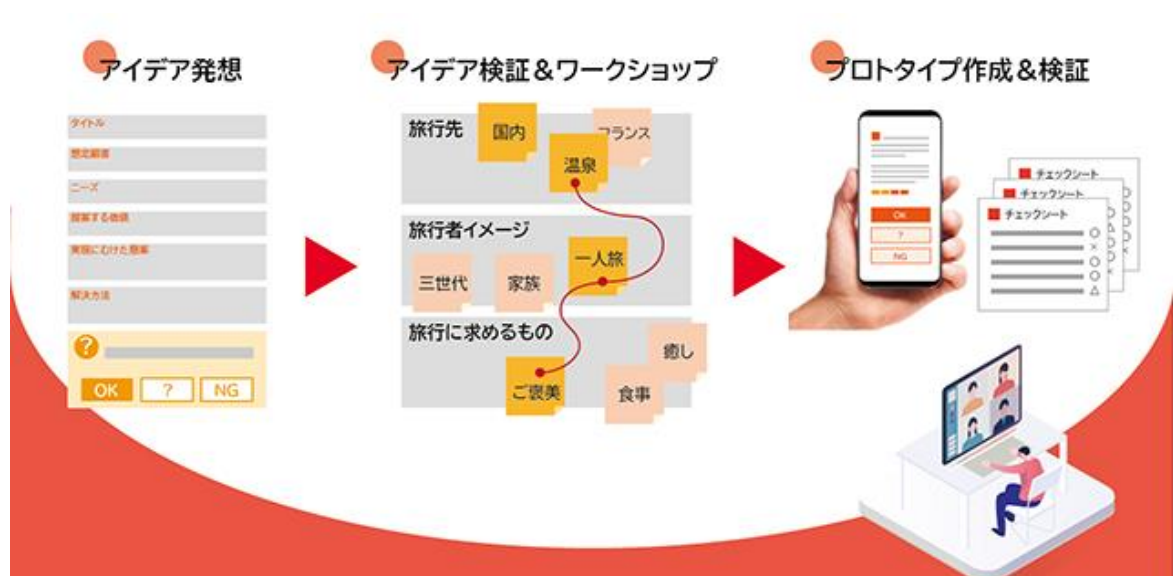 アイデア発想
タイトル
想定顧客
ニーズ
提案する価値
実現にむけた懸案
解決方法
?
OK ? NG
アイデア検証&ワークショップ
旅行先
国内
フランス
温泉
旅行者イメージ
三世代
家族
一人旅
旅行に求めるもの
ご褒美
食事
癒し
プロトタイプ作成&検証
OK
?
NG
チェックシート
チェックシート
チェックシート